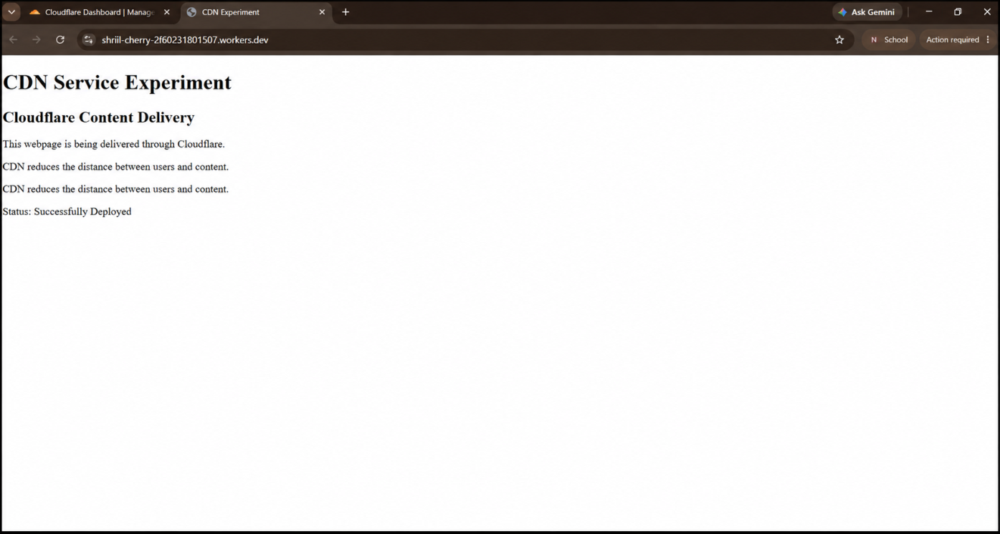 Cloudflare Dashboard | Manage
CDN Experiment
Ask Gemini
shriil-cherry-2f60231801507.workers.dev
N School
Action required
CDN Service Experiment
Cloudflare Content Delivery
This webpage is being delivered through Cloudflare.
CDN reduces the distance between users and content.
CDN reduces the distance between users and content.
Status: Successfully Deployed